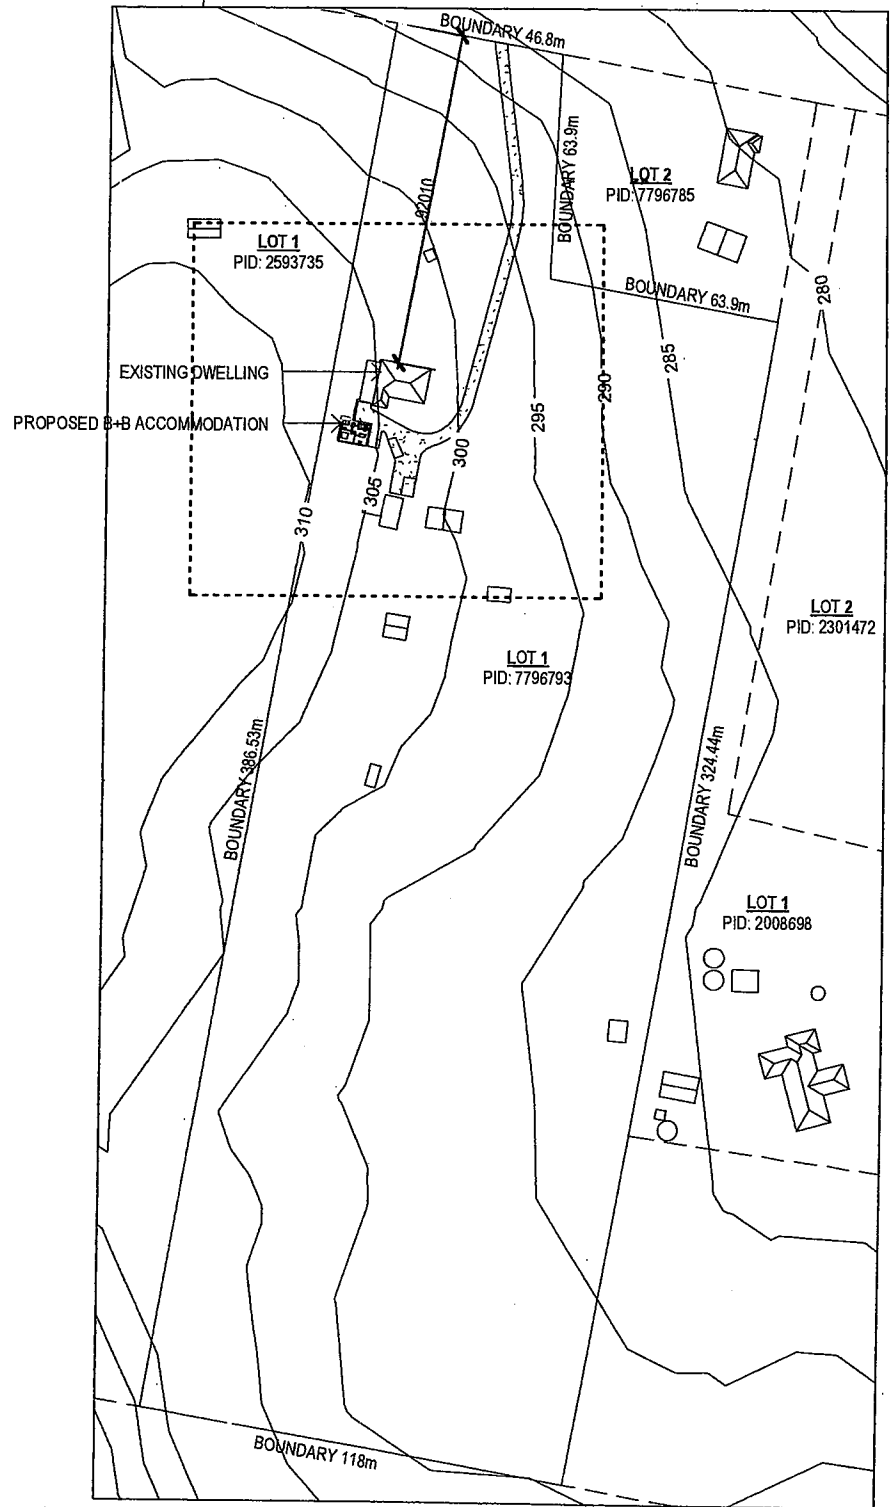 BOUNDARY 46.8m
BOUNDARY 63.9m
LOT 2
PID: 7796785
82010
LOT 1
PID: 2593735
BOUNDARY 63.9m
280
285
EXISTING DWELLING
290
295
PROPOSED B+B ACCOMMODATION
300
305
310
LOT 2
PID: 2301472
LOT 1
PID: 7796793
BOUNDARY 386.53m
BOUNDARY 324.44m
LOT 1
PID: 2008698
BOUNDARY 118m